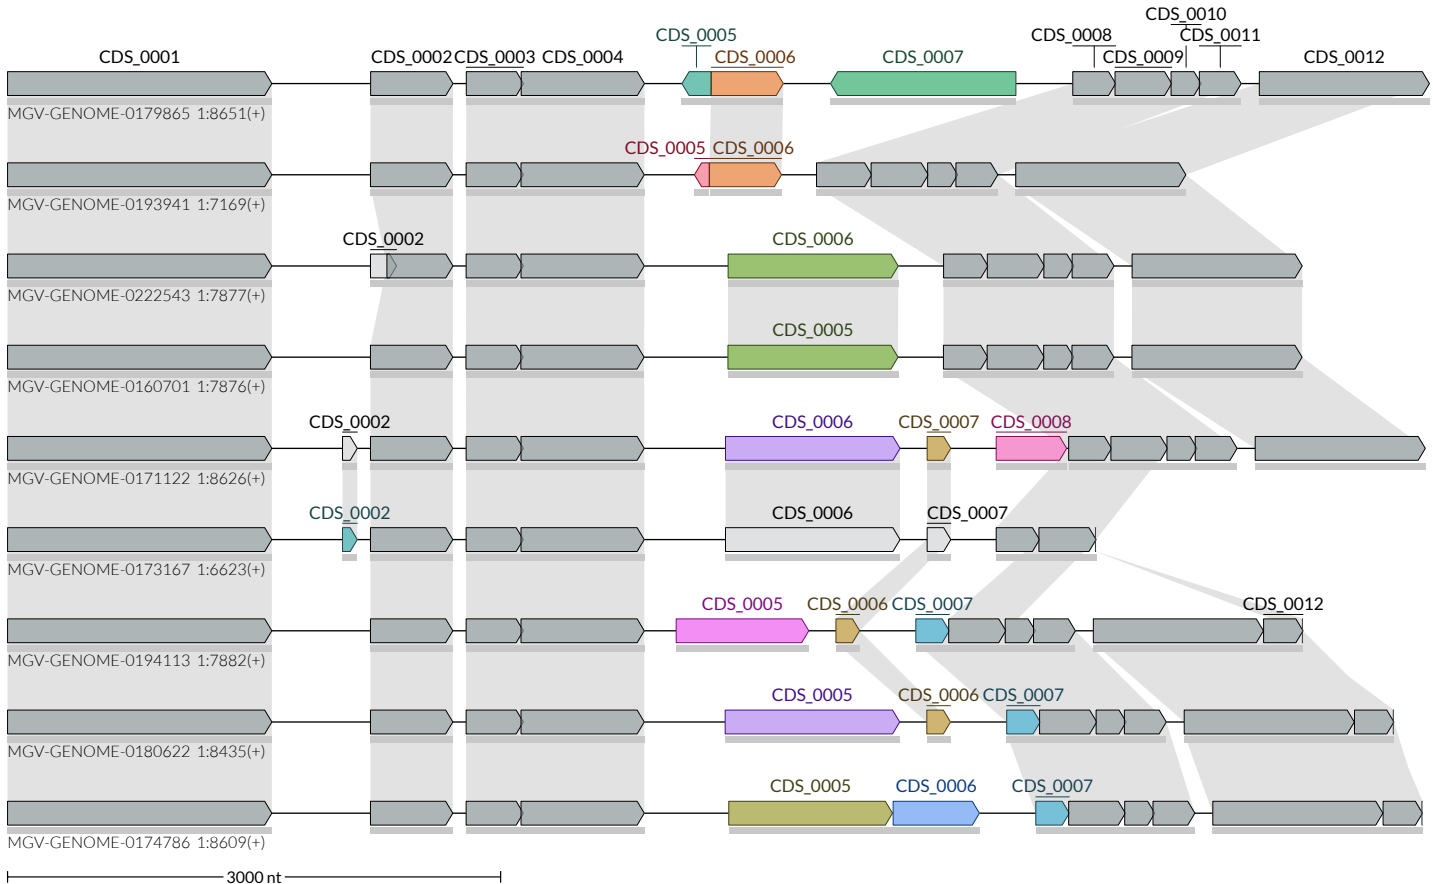 CDS_0010
CDS_0005 CDS_0008 CDS_0011
CDS_0001 CDS_0002 CDS_0003 CDS_0004 CDS_0006 CDS_0007 CDS_0009 CDS_0012
MGV-GENOME-0179865 1:8651(+)
CDS_0005 CDS_0006
MGV-GENOME-0193941 1:7169(+)
CDS_0002 CDS_0006
MGV-GENOME-0222543 1:7877(+)
CDS_0005
MGV-GENOME-0160701 1:7876(+)
CDS_0002 CDS_0006 CDS_0007 CDS_0008
MGV-GENOME-0171122 1:8626(+)
CDS_0002 CDS_0006 CDS_0007
MGV-GENOME-0173167 1:6623(+)
CDS_0005 CDS_0006 CDS_0007 CDS_0012
MGV-GENOME-0194113 1:7882(+)
CDS_0005 CDS_0006 CDS_0007
MGV-GENOME-0180622 1:8435(+)
CDS_0005 CDS_0006 CDS_0007
MGV-GENOME-0174786 1:8609(+)
3000 nt